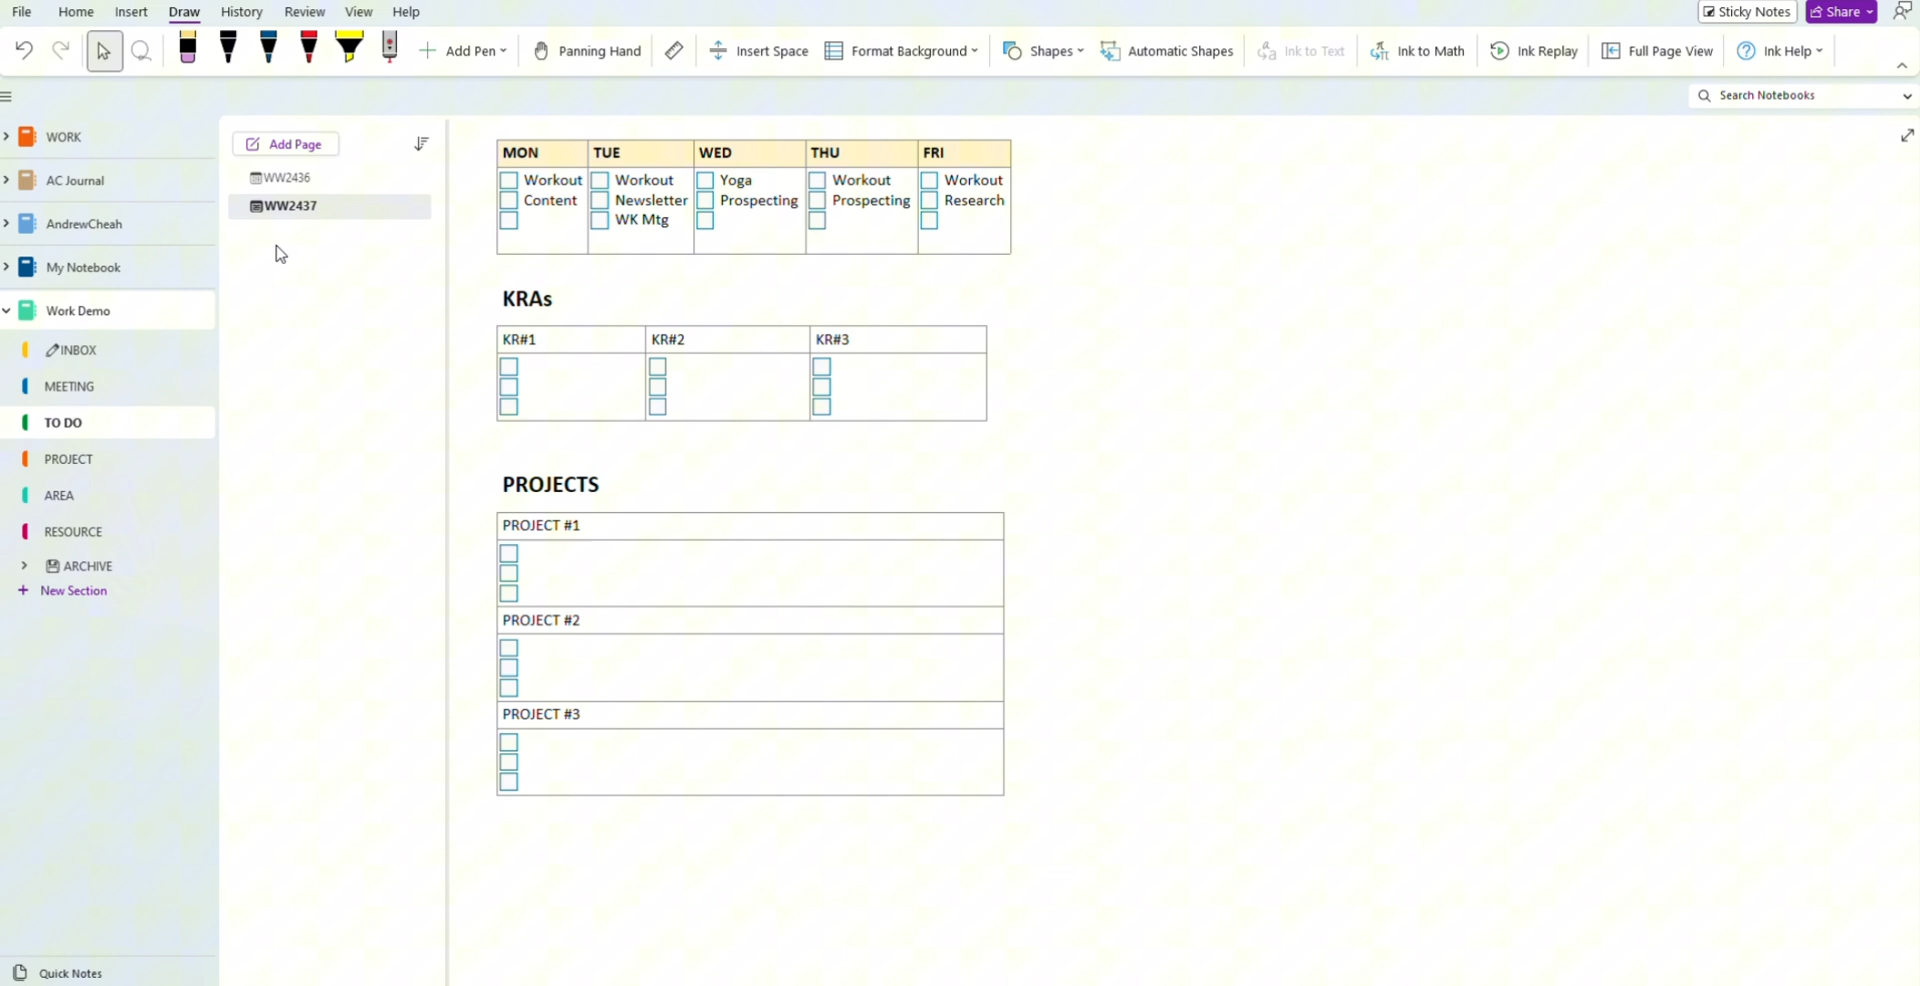 File Home Insert Draw History Review View Help Sticky Notes Share
Add Pen Panning Hand Insert Space Format Background Shapes Automatic Shapes Ink to Text Ink to Math Ink Replay Full Page View Ink Help
Search Notebooks
WORK
AC Journal
AndrewCheah
My Notebook
Work Demo
INBOX
MEETING
TO DO
PROJECT
AREA
RESOURCE
ARCHIVE
New Section
Quick Notes
Add Page
WW2436
WW2437
MON TUE WED THU FRI
Workout Workout Yoga Workout Workout
Content Newsletter Prospecting Prospecting Research
WK Mtg
KRAs
KR#1 KR#2 KR#3
PROJECTS
PROJECT #1
PROJECT #2
PROJECT #3